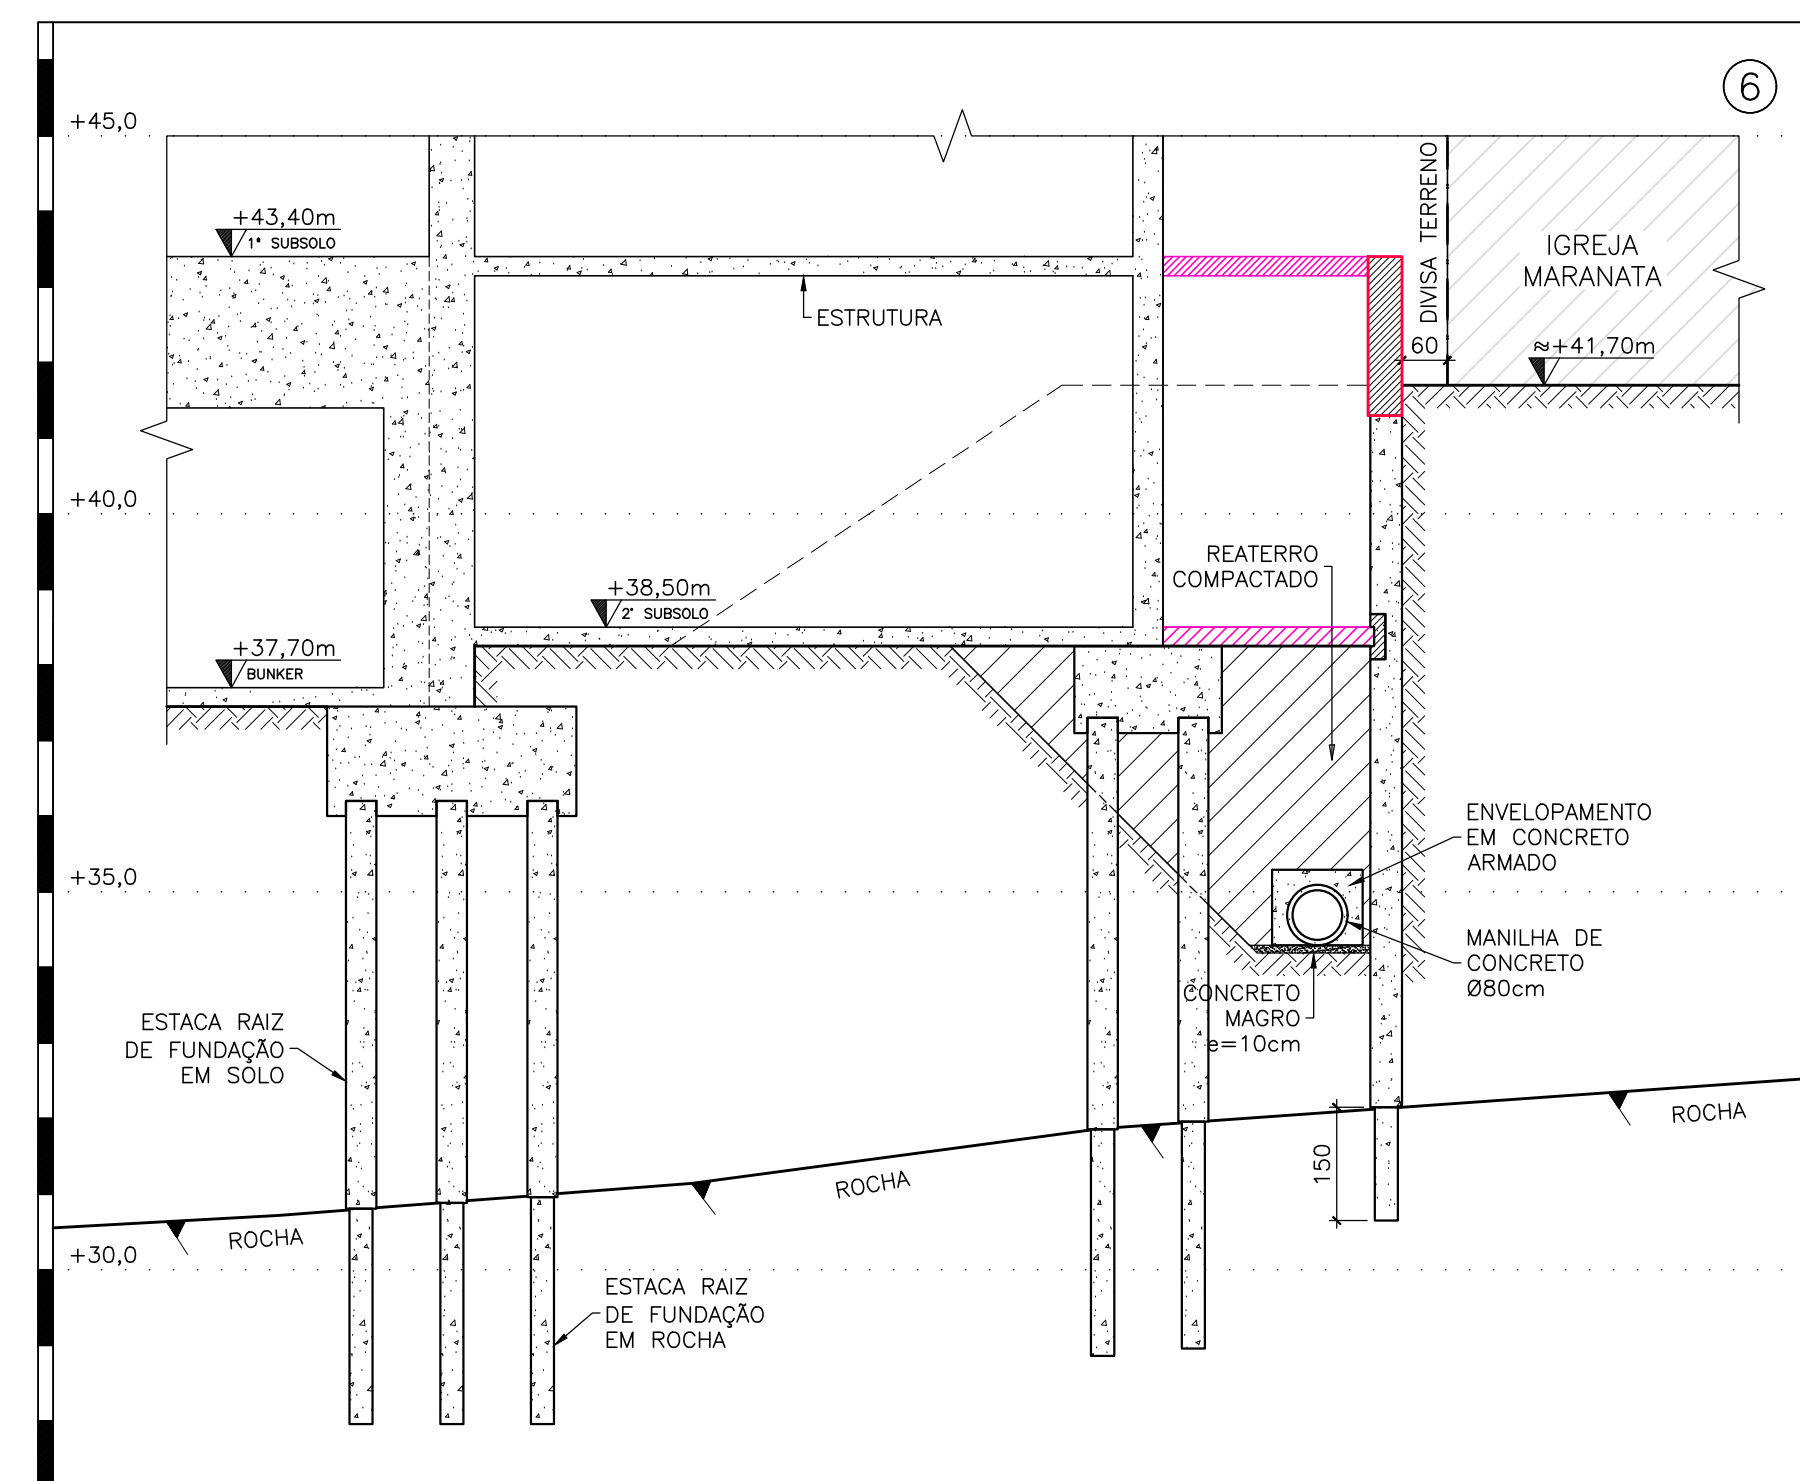 6
+45,0
+43,40m
1° SUBSOLO
ESTRUTURA
DIVISA TERRENO
IGREJA
MARANATA
60
≈+41,70m
+40,0
REATERRO
COMPACTADO
+38,50m
2° SUBSOLO
+37,70m
BUNKER
ENVELOPAMENTO
EM CONCRETO
ARMADO
+35,0
MANILHA DE
CONCRETO
Ø80cm
CONCRETO
MAGRO
e=10cm
ESTACA RAIZ
DE FUNDAÇÃO
EM SOLO
150
ROCHA
ROCHA
ROCHA
+30,0
ESTACA RAIZ
DE FUNDAÇÃO
EM ROCHA